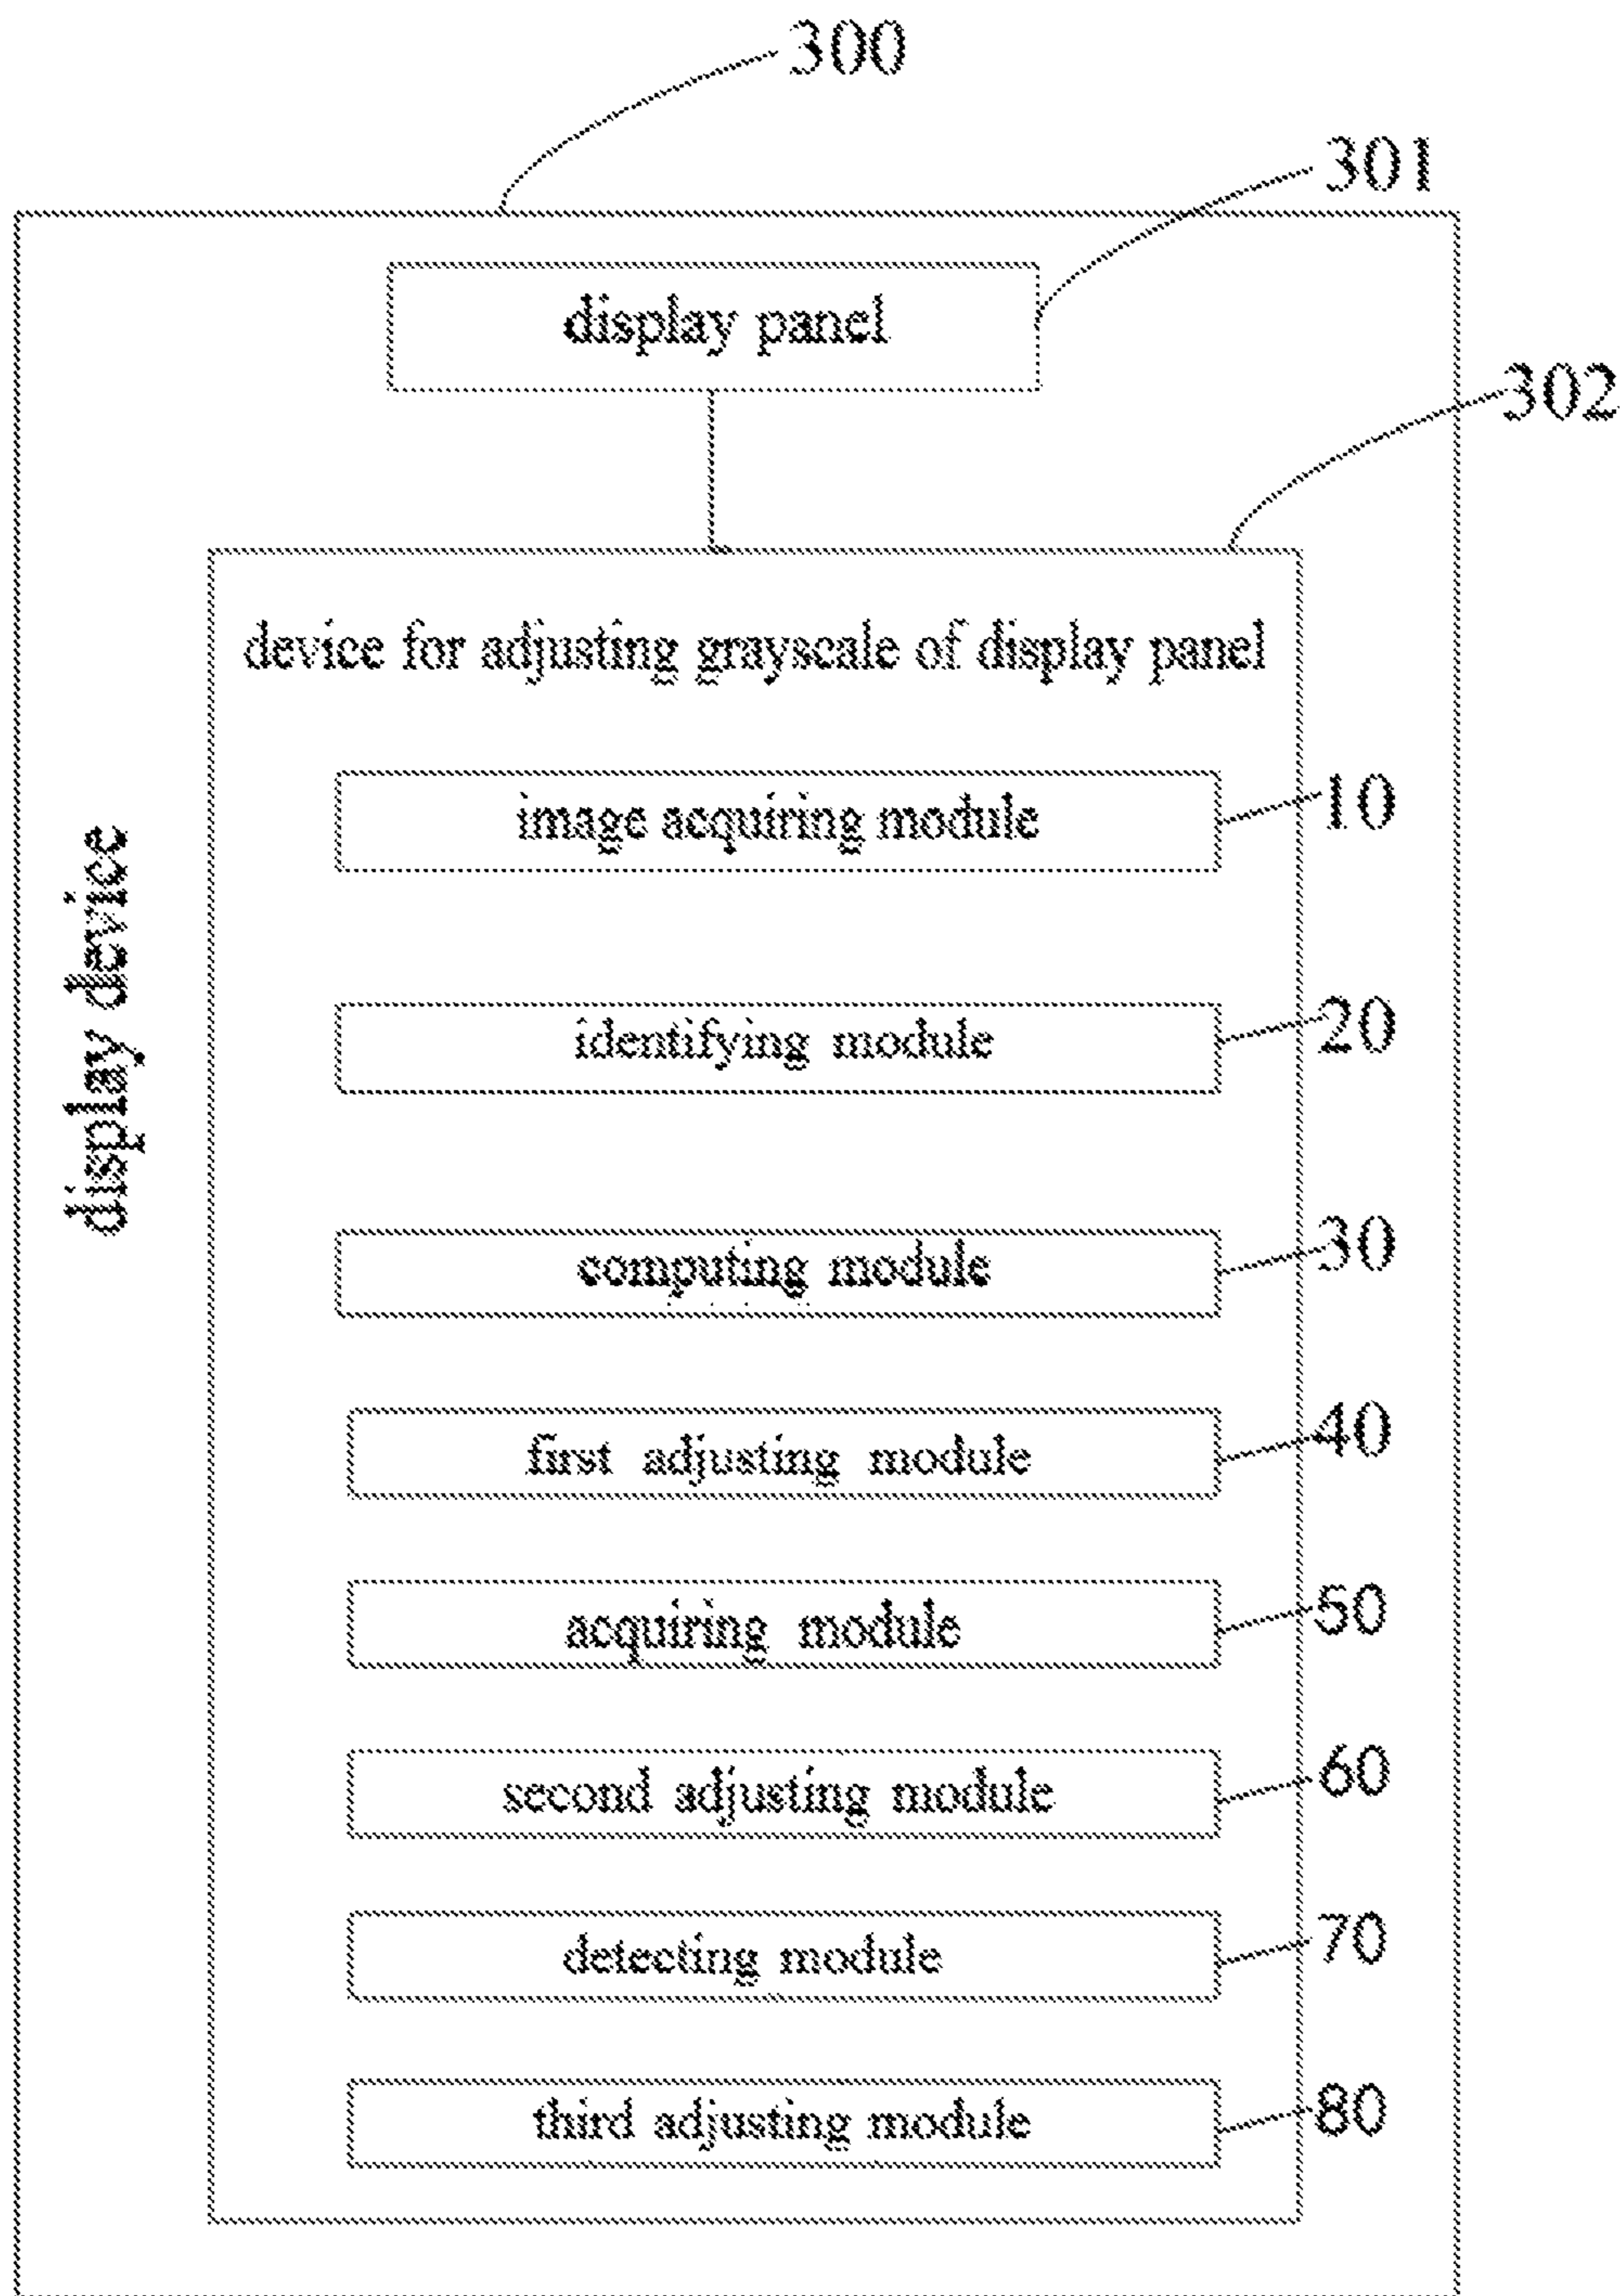 300
301
display panel
302
device for adjusting grayscale of display panel
image acquiring module
10
display device
identifying module
20
computing module
30
first adjusting module
40
acquiring module
50
second adjusting module
60
detecting module
70
third adjusting module
80